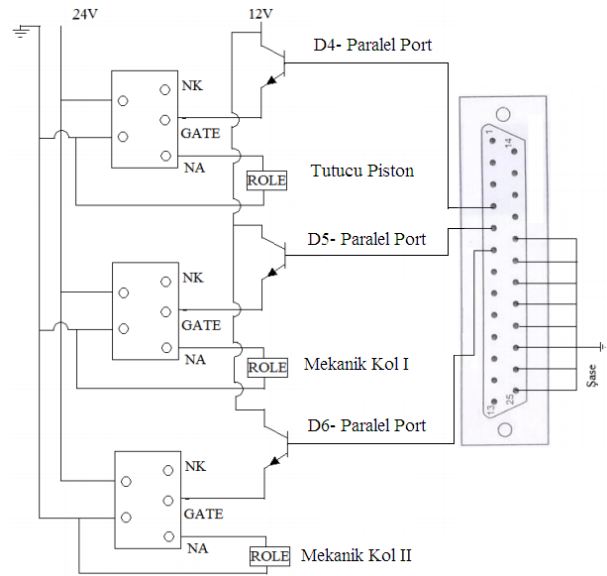 24V
12V
D4- Paralel Port
NK
GATE
NA
ROLE
Tutucu Piston
1
14
D5- Paralel Port
NK
GATE
NA
ROLE
Mekanik Kol I
Şase
13
25
D6- Paralel Port
NK
GATE
NA
ROLE
Mekanik Kol II